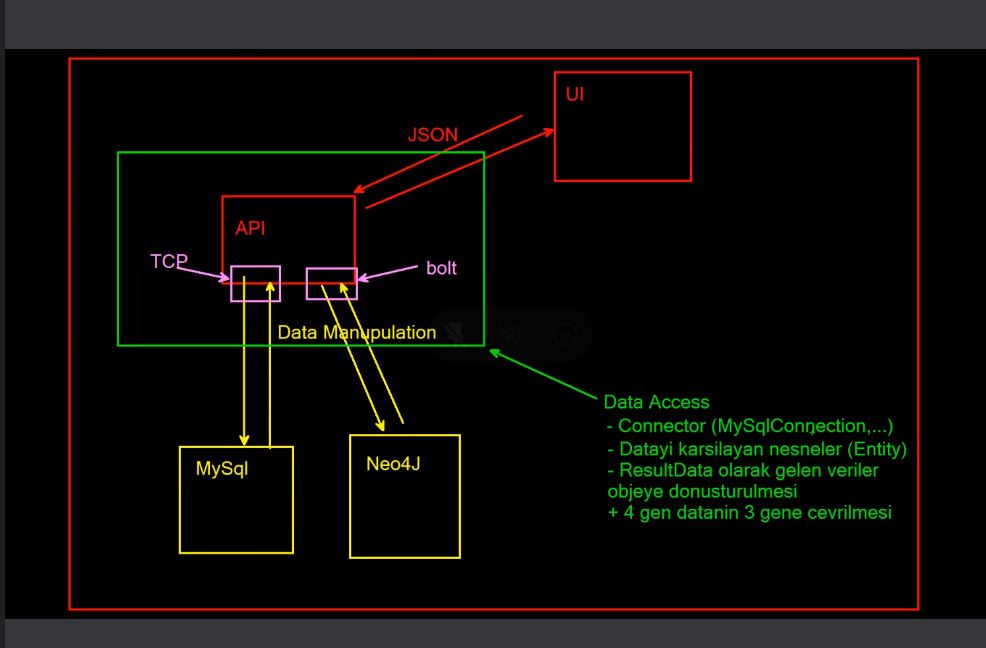 UI
JSON
API
TCP
bolt
Data Manupulation
Data Access
- Connector (MySqlConnection,...)
- Datayi karsilayan nesneler (Entity)
- ResultData olarak gelen veriler
objeye donusturulmesi
+ 4 gen datanin 3 gene cevrilmesi
MySql
Neo4J